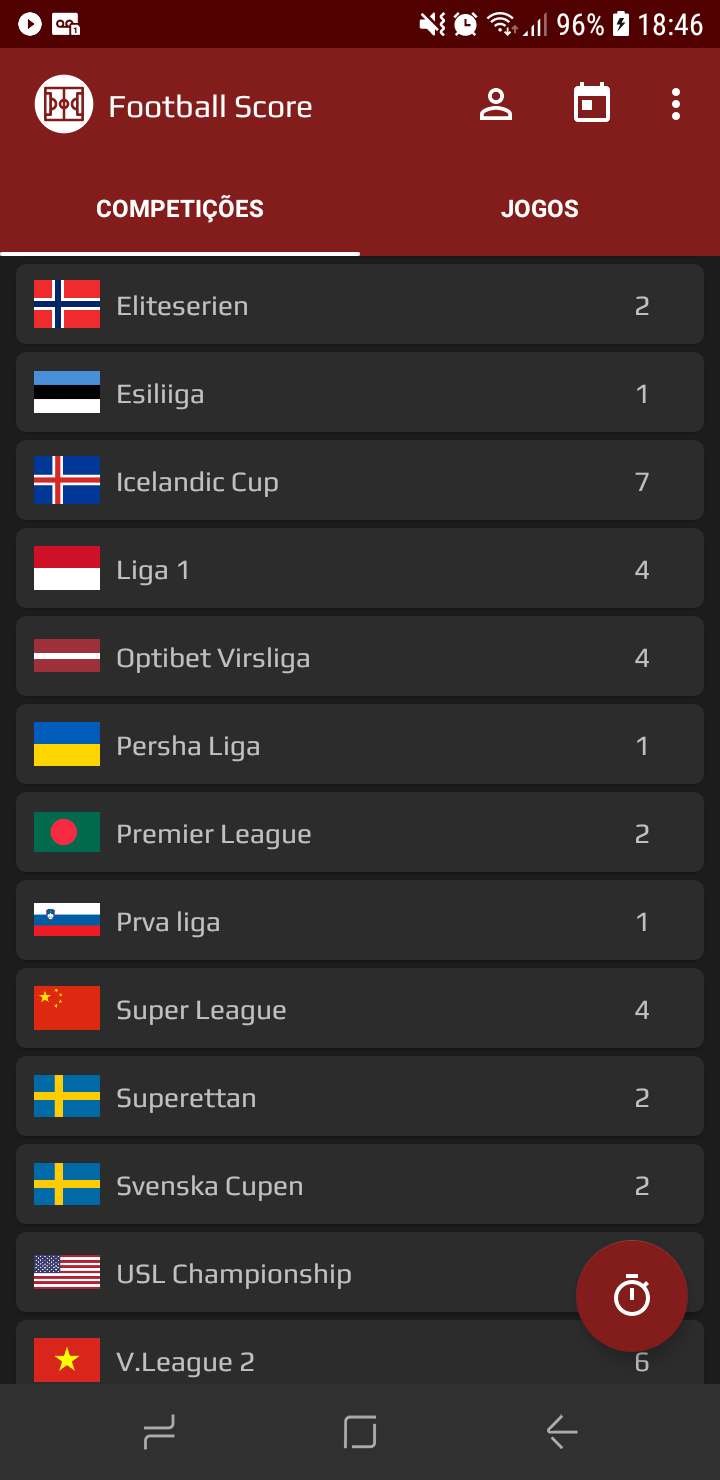 96% 18:46
Football Score
COMPETIÇÕES JOGOS
Eliteserien 2
Esiliiga 1
Icelandic Cup 7
Liga 1 4
Optibet Virsliga 4
Persha Liga 1
Premier League 2
Prva liga 1
Super League 4
Superettan 2
Svenska Cupen 2
USL Championship
V.League 2 6